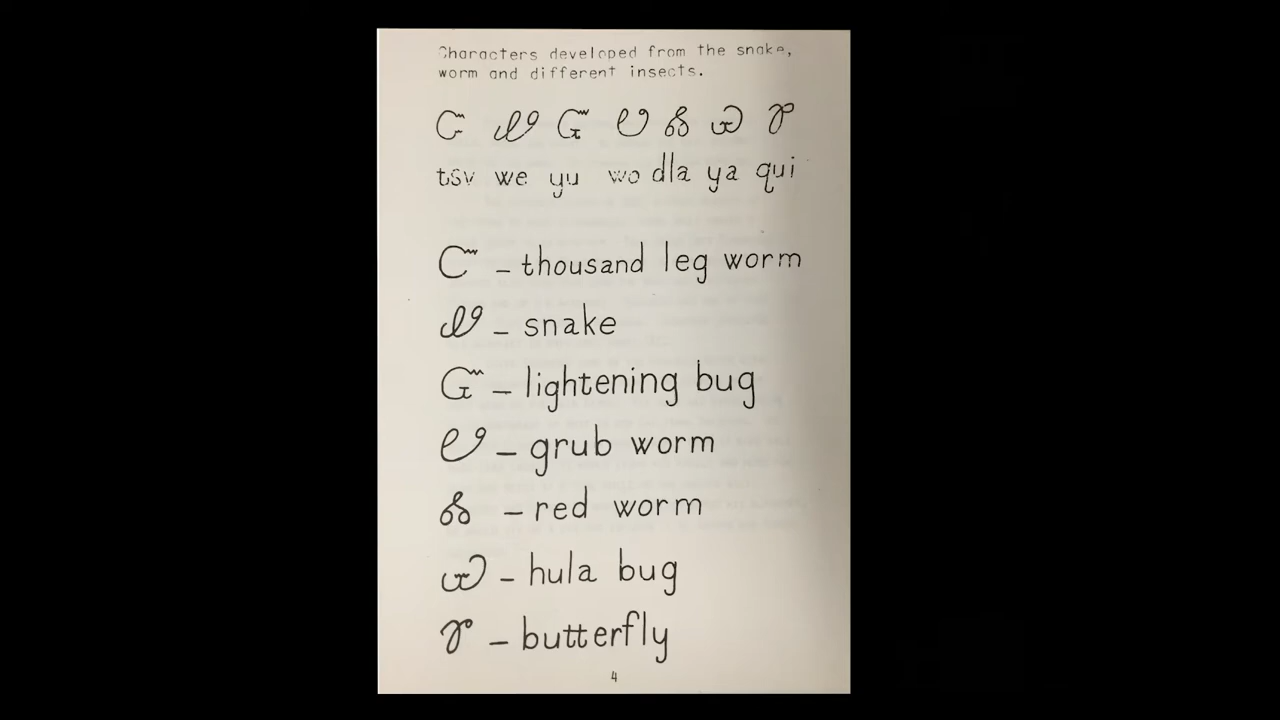 Characters developed from the snake,
worm and different insects.
Ꮳ Ꮺ Ᏻ Ꮼ Ꮬ Ꮿ Ꭾ
tsv we yu wo dla ya qui
Ꮳ – thousand leg worm
Ꮺ – snake
Ᏻ – lightening bug
Ꮼ – grub worm
Ꮬ – red worm
Ꮿ – hula bug
Ꭾ – butterfly
4